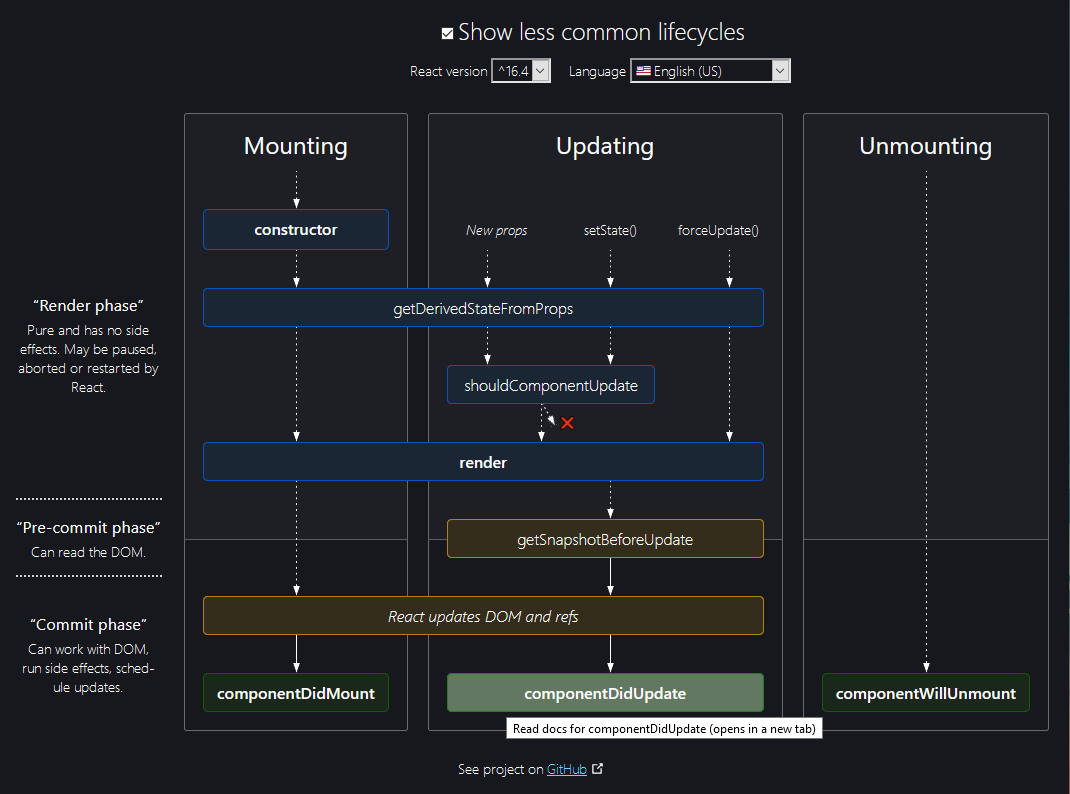 Show less common lifecycles
React version ^16.4 Language English (US)
Mounting
Updating
Unmounting
constructor
New props
setState()
forceUpdate()
“Render phase”
Pure and has no side
effects. May be paused,
aborted or restarted by
React.
getDerivedStateFromProps
shouldComponentUpdate
render
“Pre-commit phase”
Can read the DOM.
getSnapshotBeforeUpdate
“Commit phase”
Can work with DOM,
run side effects, sched-
ule updates.
React updates DOM and refs
componentDidMount
componentDidUpdate
componentWillUnmount
Read docs for componentDidUpdate (opens in a new tab)
See project on GitHub